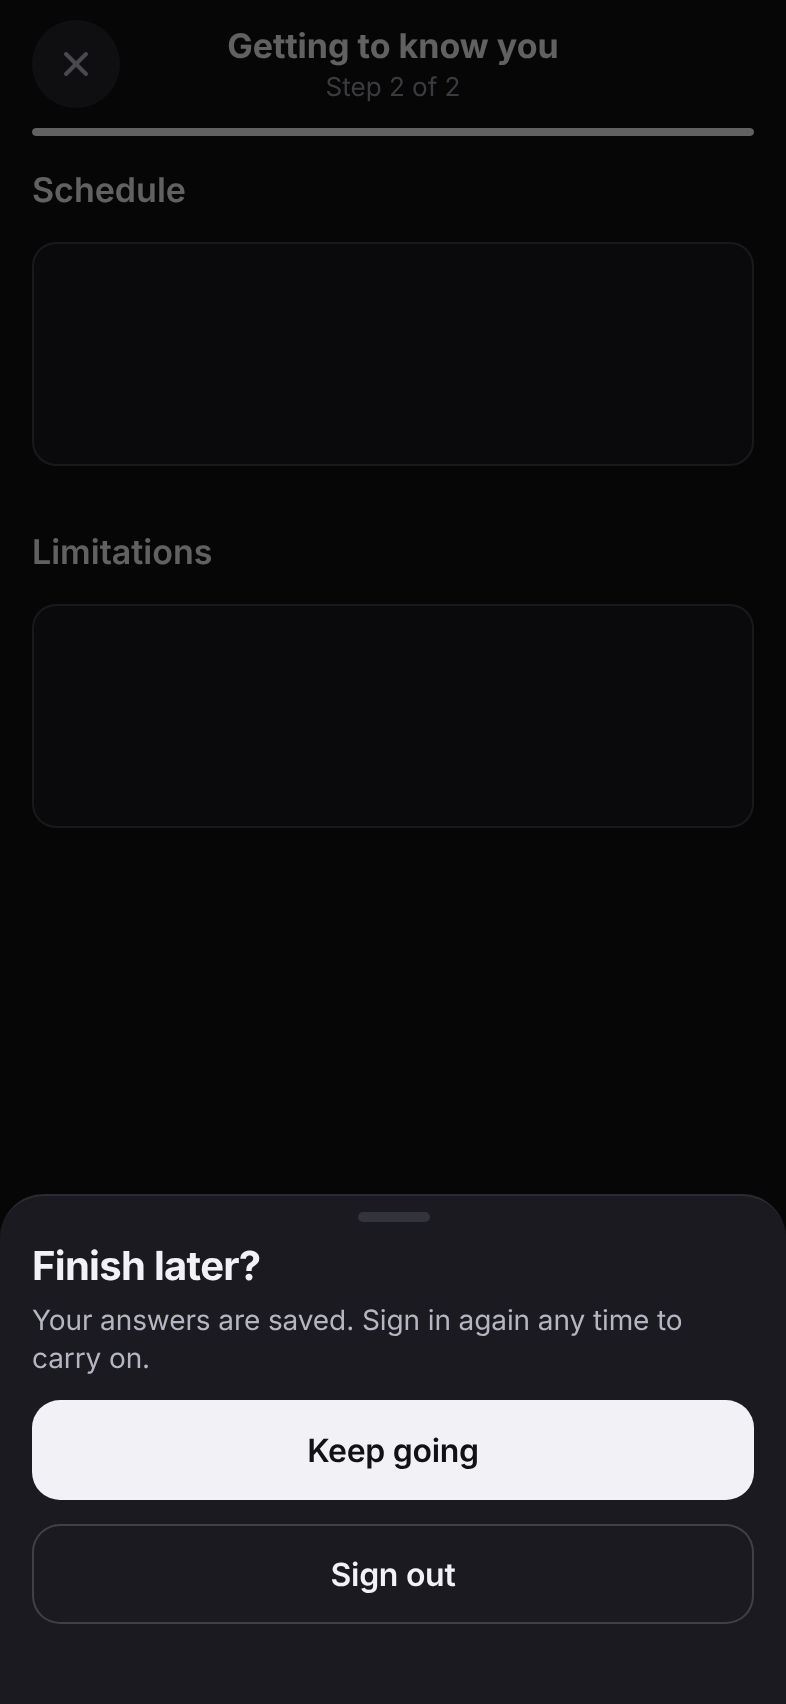 Getting to know you
Step 2 of 2
Schedule
Limitations
Finish later?
Your answers are saved. Sign in again any time to
carry on.
Keep going
Sign out